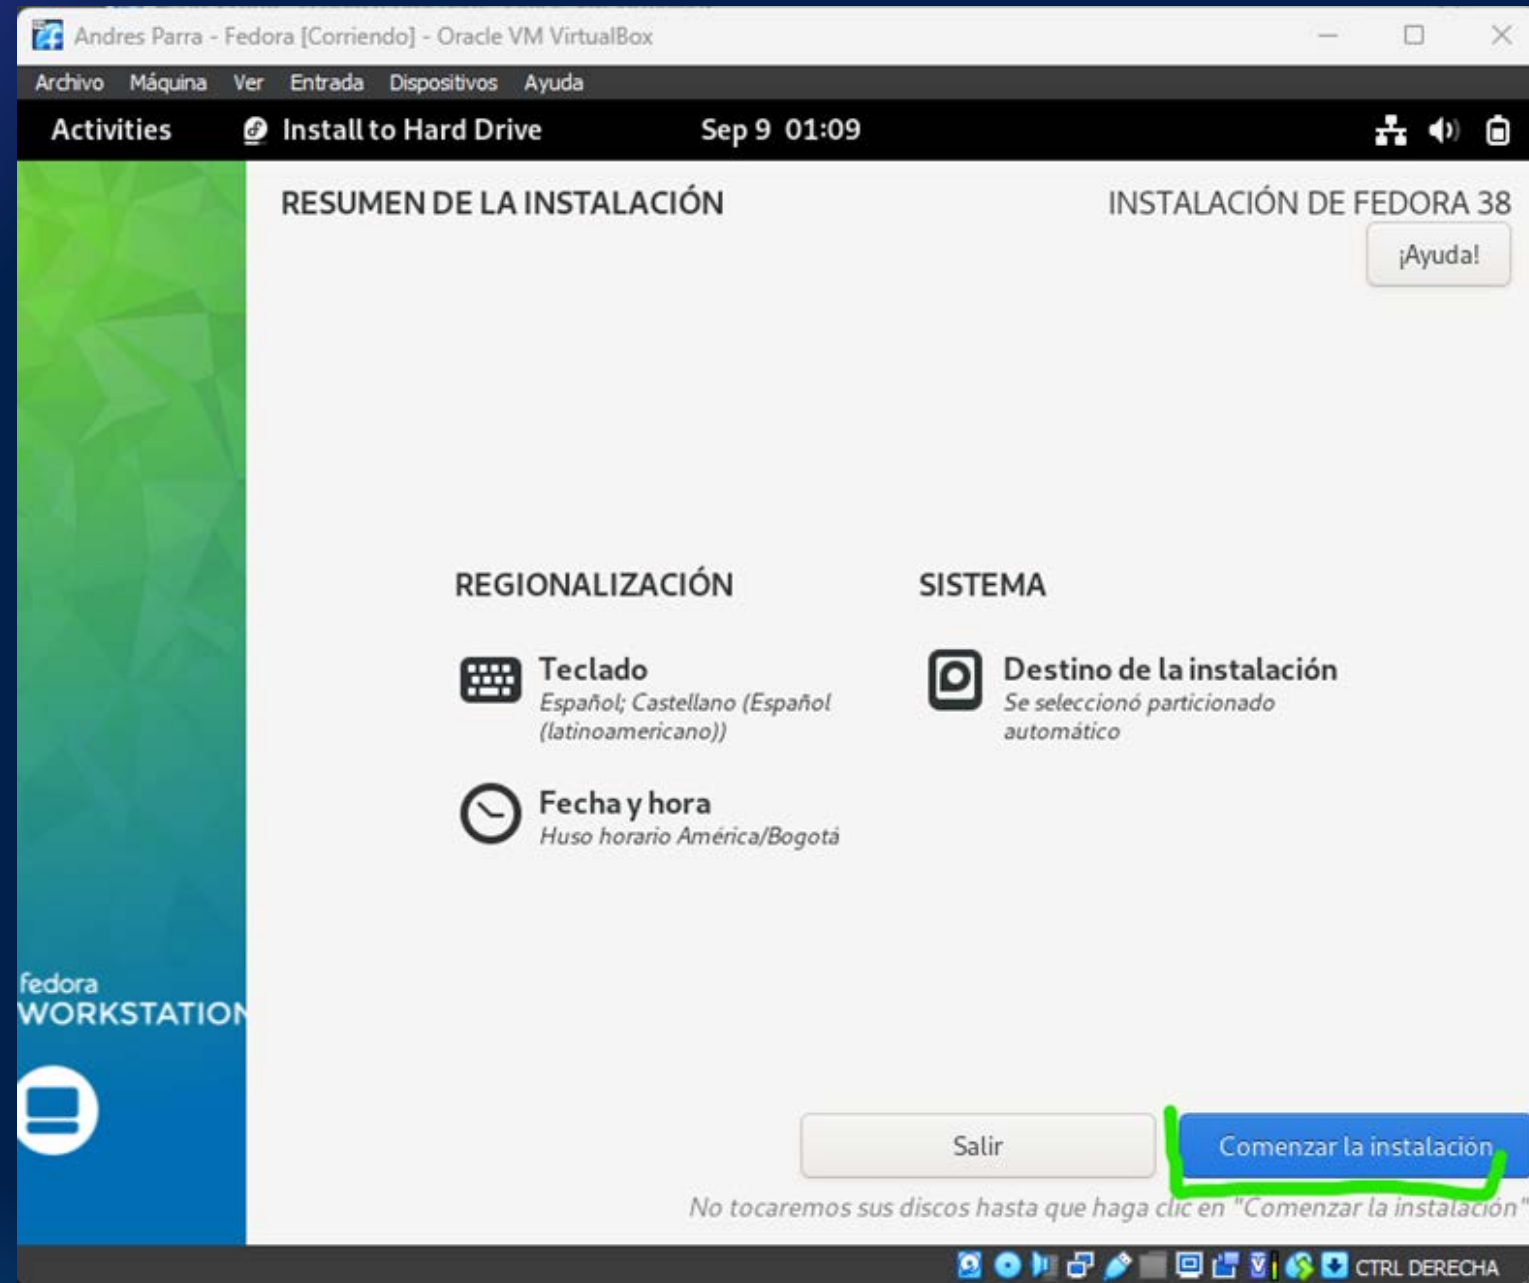 Andres Parra - Fedora [Corriendo] - Oracle VM VirtualBox
Archivo Máquina Ver Entrada Dispositivos Ayuda
Activities Install to Hard Drive Sep 9 01:09
RESUMEN DE LA INSTALACIÓN
INSTALACIÓN DE FEDORA 38
¡Ayuda!
REGIONALIZACIÓN
Teclado
Español; Castellano (Español
(latinoamericano))
Fecha y hora
Huso horario América/Bogotá
SISTEMA
Destino de la instalación
Se seleccionó particionado
automático
fedora
WORKSTATION
Salir
Comenzar la instalación
No tocaremos sus discos hasta que haga clic en "Comenzar la instalación"
CTRL DERECHA